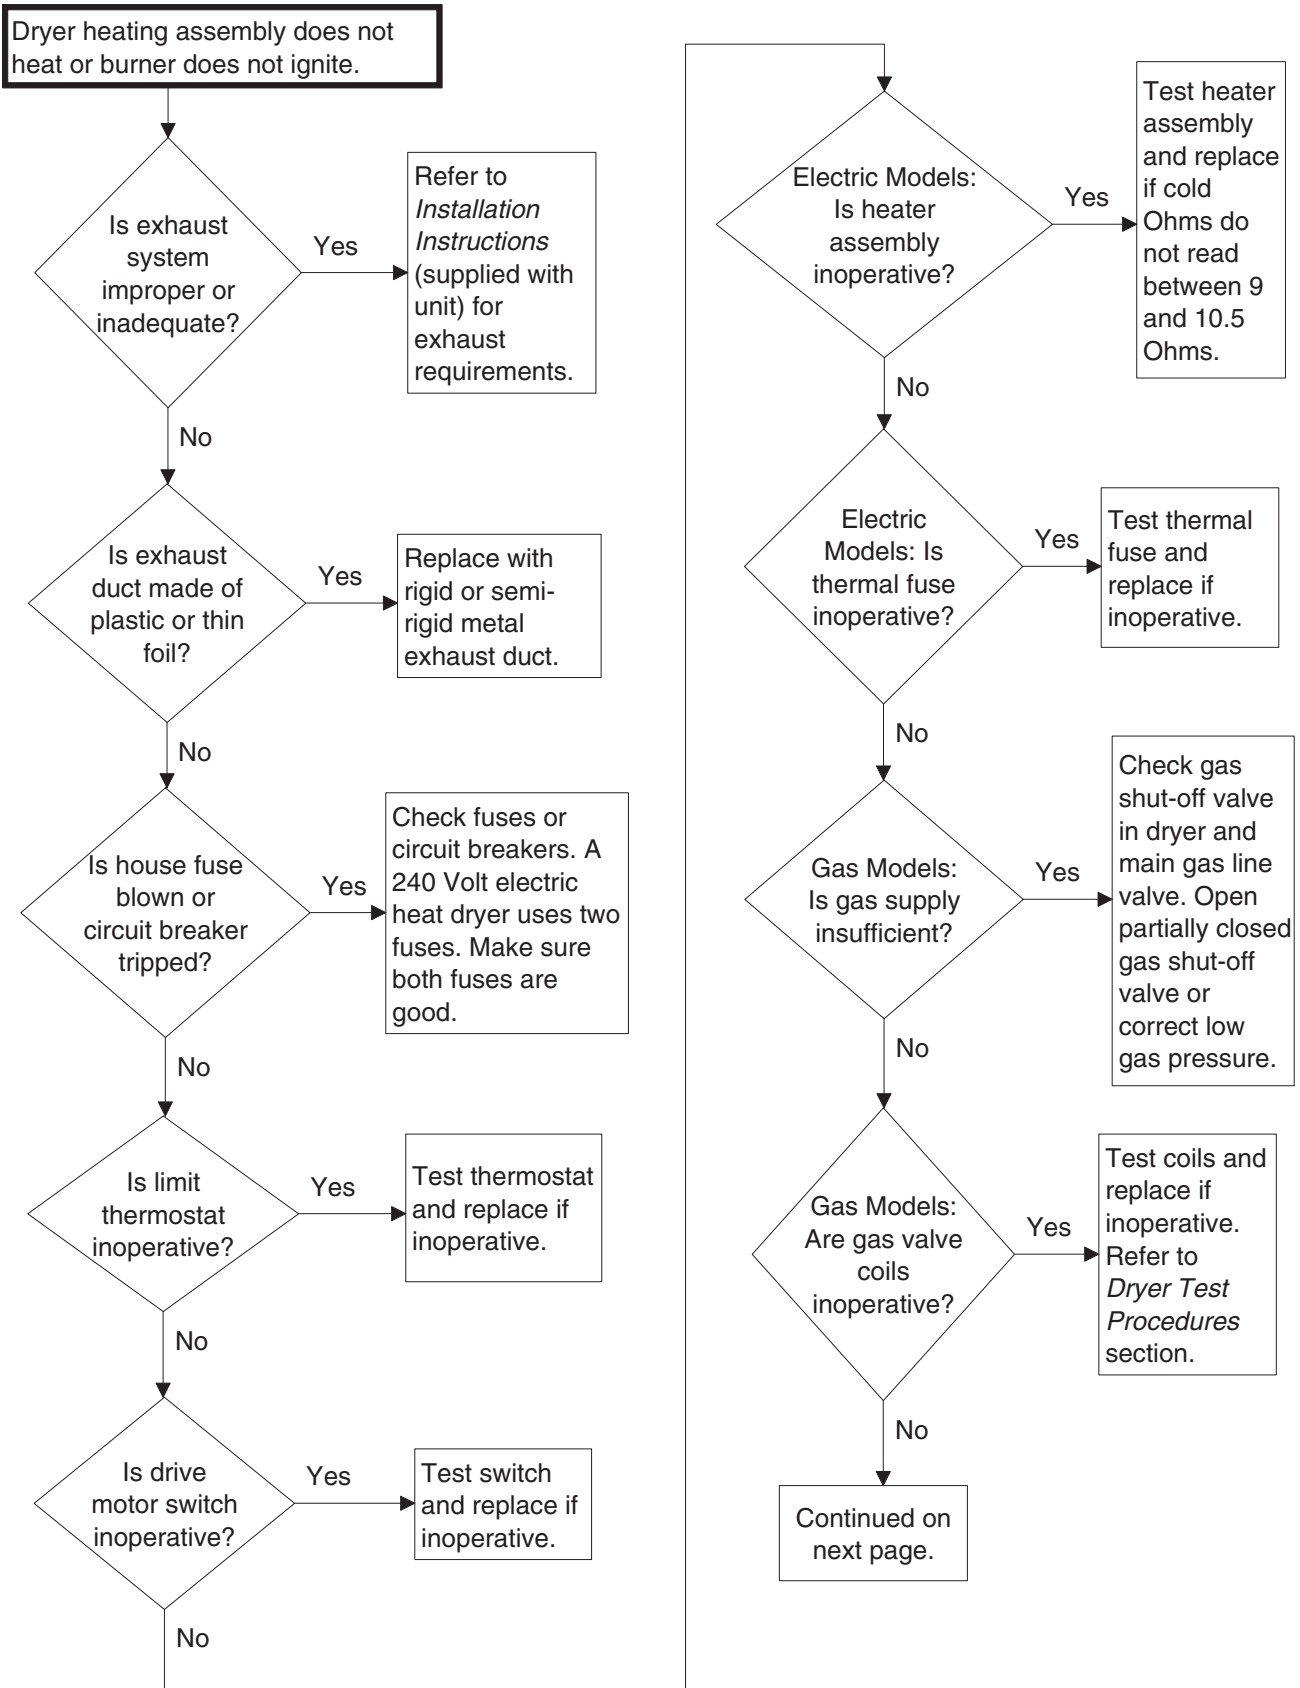 Dryer heating assembly does not
heat or burner does not ignite.
Is exhaust
system
improper or
inadequate?
Yes
Refer to
Installation
Instructions
(supplied with
unit) for
exhaust
requirements.
No
Is exhaust
duct made of
plastic or thin
foil?
Yes
Replace with
rigid or semi-
rigid metal
exhaust duct.
No
Is house fuse
blown or
circuit breaker
tripped?
Yes
Check fuses or
circuit breakers. A
240 Volt electric
heat dryer uses two
fuses. Make sure
both fuses are
good.
No
Is limit
thermostat
inoperative?
Yes
Test thermostat
and replace if
inoperative.
No
Is drive
motor switch
inoperative?
Yes
Test switch
and replace if
inoperative.
No
Electric Models:
Is heater
assembly
inoperative?
Yes
Test heater
assembly
and replace
if cold
Ohms do
not read
between 9
and 10.5
Ohms.
No
Electric
Models: Is
thermal fuse
inoperative?
Yes
Test thermal
fuse and
replace if
inoperative.
No
Gas Models:
Is gas supply
insufficient?
Yes
Check gas
shut-off valve
in dryer and
main gas line
valve. Open
partially closed
gas shut-off
valve or
correct low
gas pressure.
No
Gas Models:
Are gas valve
coils
inoperative?
Yes
Test coils and
replace if
inoperative.
Refer to
Dryer Test
Procedures
section.
No
Continued on
next page.